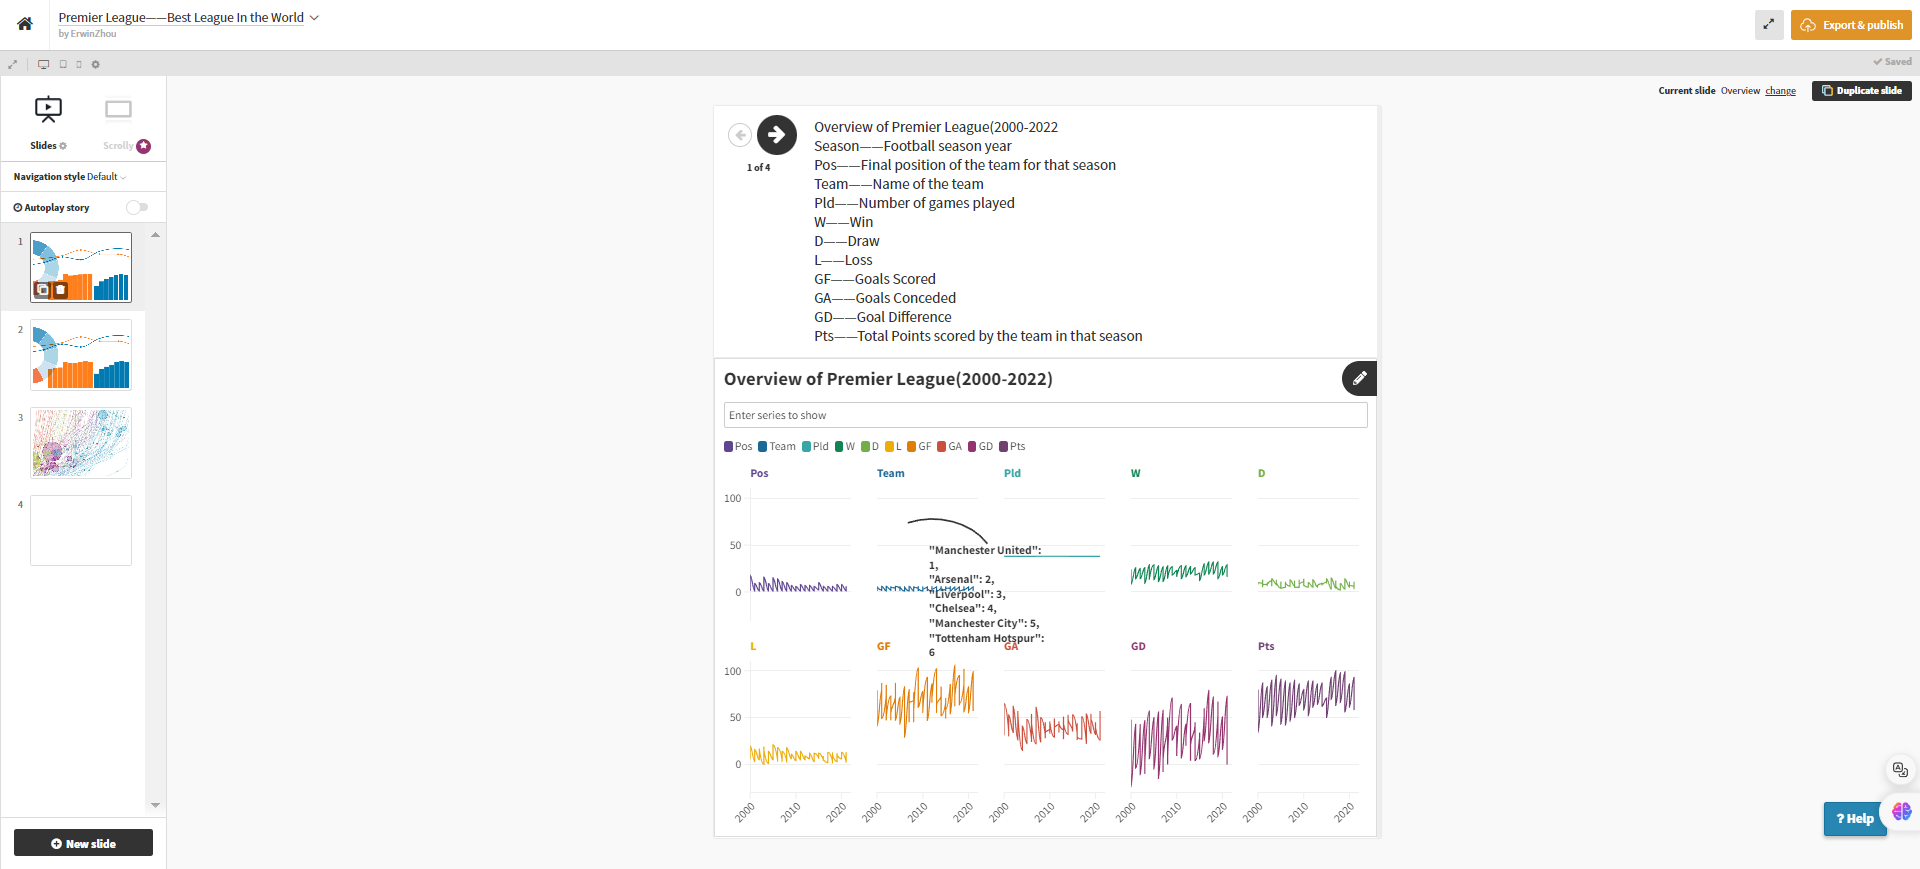 Premier League——Best League In the World
by ErwinZhou
Export & publish
Saved
Current slide Overview change
Duplicate slide
Slides
Scrolly
Navigation style Default
Autoplay story
1
2
3
4
New slide
1 of 4
Overview of Premier League(2000-2022
Season——Football season year
Pos——Final position of the team for that season
Team——Name of the team
Pld——Number of games played
W——Win
D——Draw
L——Loss
GF——Goals Scored
GA——Goals Conceded
GD——Goal Difference
Pts——Total Points scored by the team in that season
Overview of Premier League(2000-2022)
Enter series to show
Pos Team Pld W D L GF GA GD Pts
Pos Team Pld W D
100
50
0
"Manchester United":
1,
"Arsenal": 2,
"Liverpool": 3,
"Chelsea": 4,
"Manchester City": 5,
"Tottenham Hotspur":
6
L GF GA GD Pts
100
50
0
2000 2010 2020 2000 2010 2020 2000 2010 2020 2000 2010 2020 2000 2010 2020
? Help